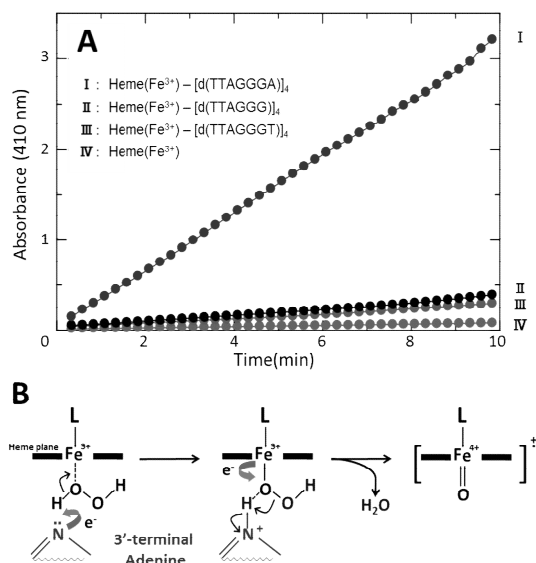 A
I : Heme(Fe³⁺) – [d(TTAGGGA)]₄
II : Heme(Fe³⁺) – [d(TTAGGG)]₄
III : Heme(Fe³⁺) – [d(TTAGGGT)]₄
IV : Heme(Fe³⁺)
Absorbance (410 nm)
3
2
1
0
2
4
6
8
10
Time(min)
I
II
III
IV
B
L
Heme plane
Fe³⁺
O
H
H
O
e⁻
N̈
3'-terminal
Adenine
L
Fe³⁺
e⁻
O
H
H
O
N⁺
H₂O
L
[Fe⁴⁺]±
O